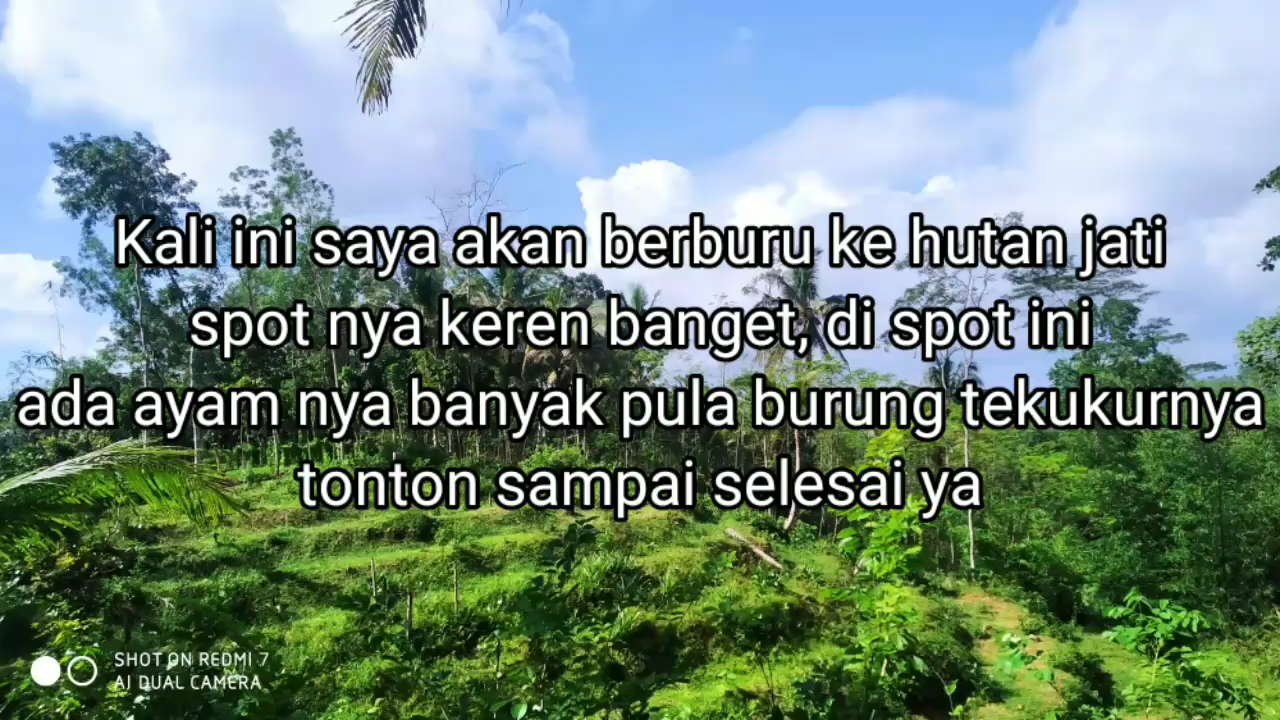 Kali ini saya akan berburu ke hutan jati
spot nya keren banget, di spot ini
ada ayam nya banyak pula burung tekukurnya
tonton sampai selesai ya
SHOT ON REDMI 7
AI DUAL CAMERA